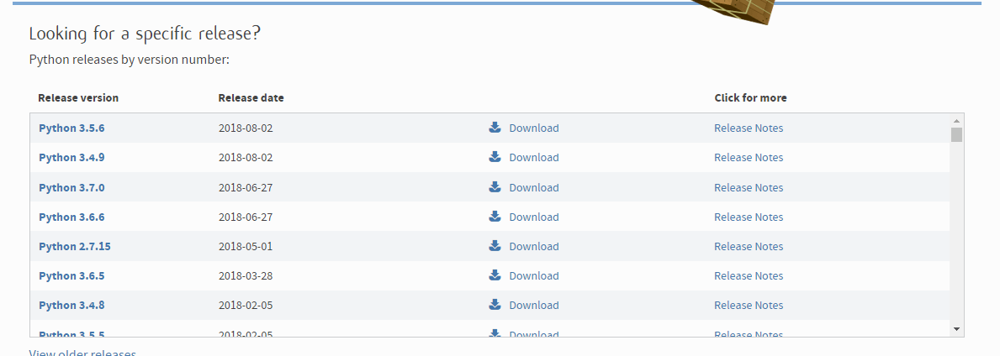 Looking for a specific release?
Python releases by version number:
Release version Release date Click for more
Python 3.5.6 2018-08-02 Download Release Notes
Python 3.4.9 2018-08-02 Download Release Notes
Python 3.7.0 2018-06-27 Download Release Notes
Python 3.6.6 2018-06-27 Download Release Notes
Python 2.7.15 2018-05-01 Download Release Notes
Python 3.6.5 2018-03-28 Download Release Notes
Python 3.4.8 2018-02-05 Download Release Notes
Python 3.5.5 2018-02-05 Download Release Notes
View older releases